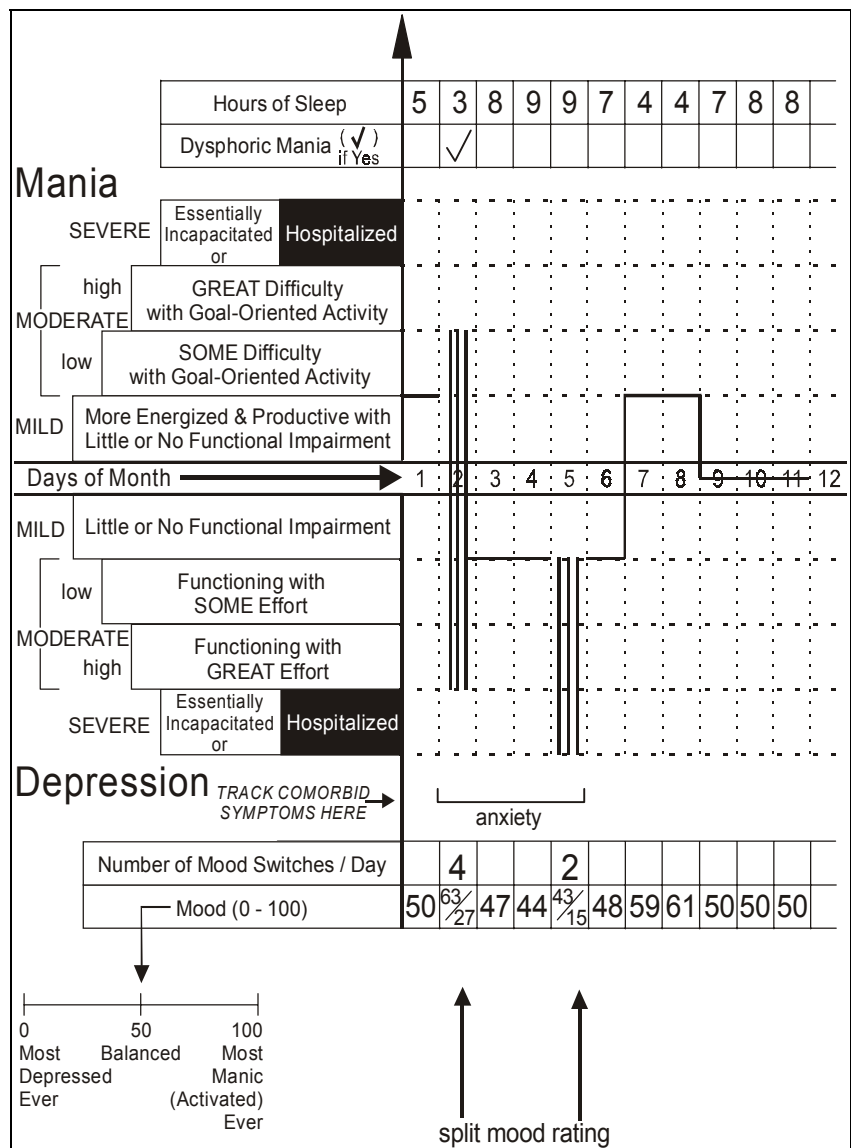 Hours of Sleep 5 3 8 9 9 7 4 4 7 8 8
Dysphoric Mania (✓) if Yes ✓
Mania
SEVERE
Essentially
Incapacitated
or
Hospitalized
high
GREAT Difficulty
with Goal-Oriented Activity
MODERATE
low
SOME Difficulty
with Goal-Oriented Activity
MILD
More Energized & Productive with
Little or No Functional Impairment
Days of Month 1 2 3 4 5 6 7 8 9 10 11 12
MILD
Little or No Functional Impairment
low
Functioning with
SOME Effort
MODERATE
high
Functioning with
GREAT Effort
SEVERE
Essentially
Incapacitated
or
Hospitalized
Depression
TRACK COMORBID
SYMPTOMS HERE
anxiety
Number of Mood Switches / Day 4 2
Mood (0 - 100) 50 63/27 47 44 43/15 48 59 61 50 50 50
0 50 100
Most Balanced Most
Depressed Manic
Ever (Activated)
Ever
split mood rating